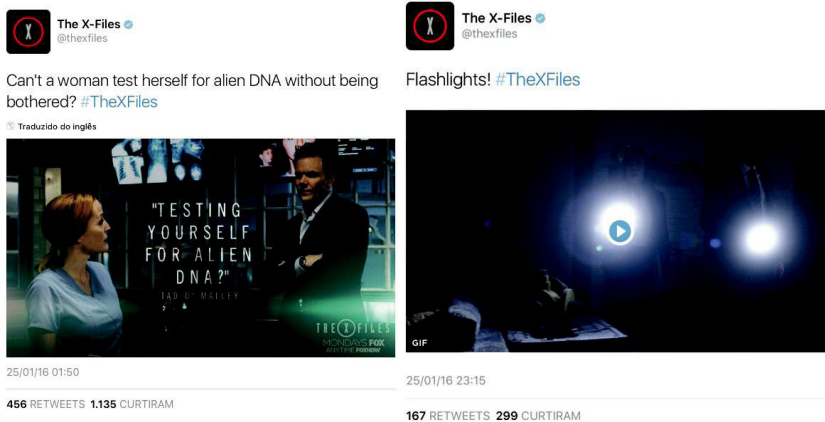 The X-Files
@thexfiles
Can't a woman test herself for alien DNA without being
bothered? #TheXFiles
Traduzido do inglês
"TESTING
YOURSELF
FOR ALIEN
DNA?"
TAD O'MALLEY
THE X FILES
MONDAYS FOX
ANYTIME FOXNOW
25/01/16 01:50
456 RETWEETS 1.135 CURTIRAM
The X-Files
@thexfiles
Flashlights! #TheXFiles
GIF
25/01/16 23:15
167 RETWEETS 299 CURTIRAM